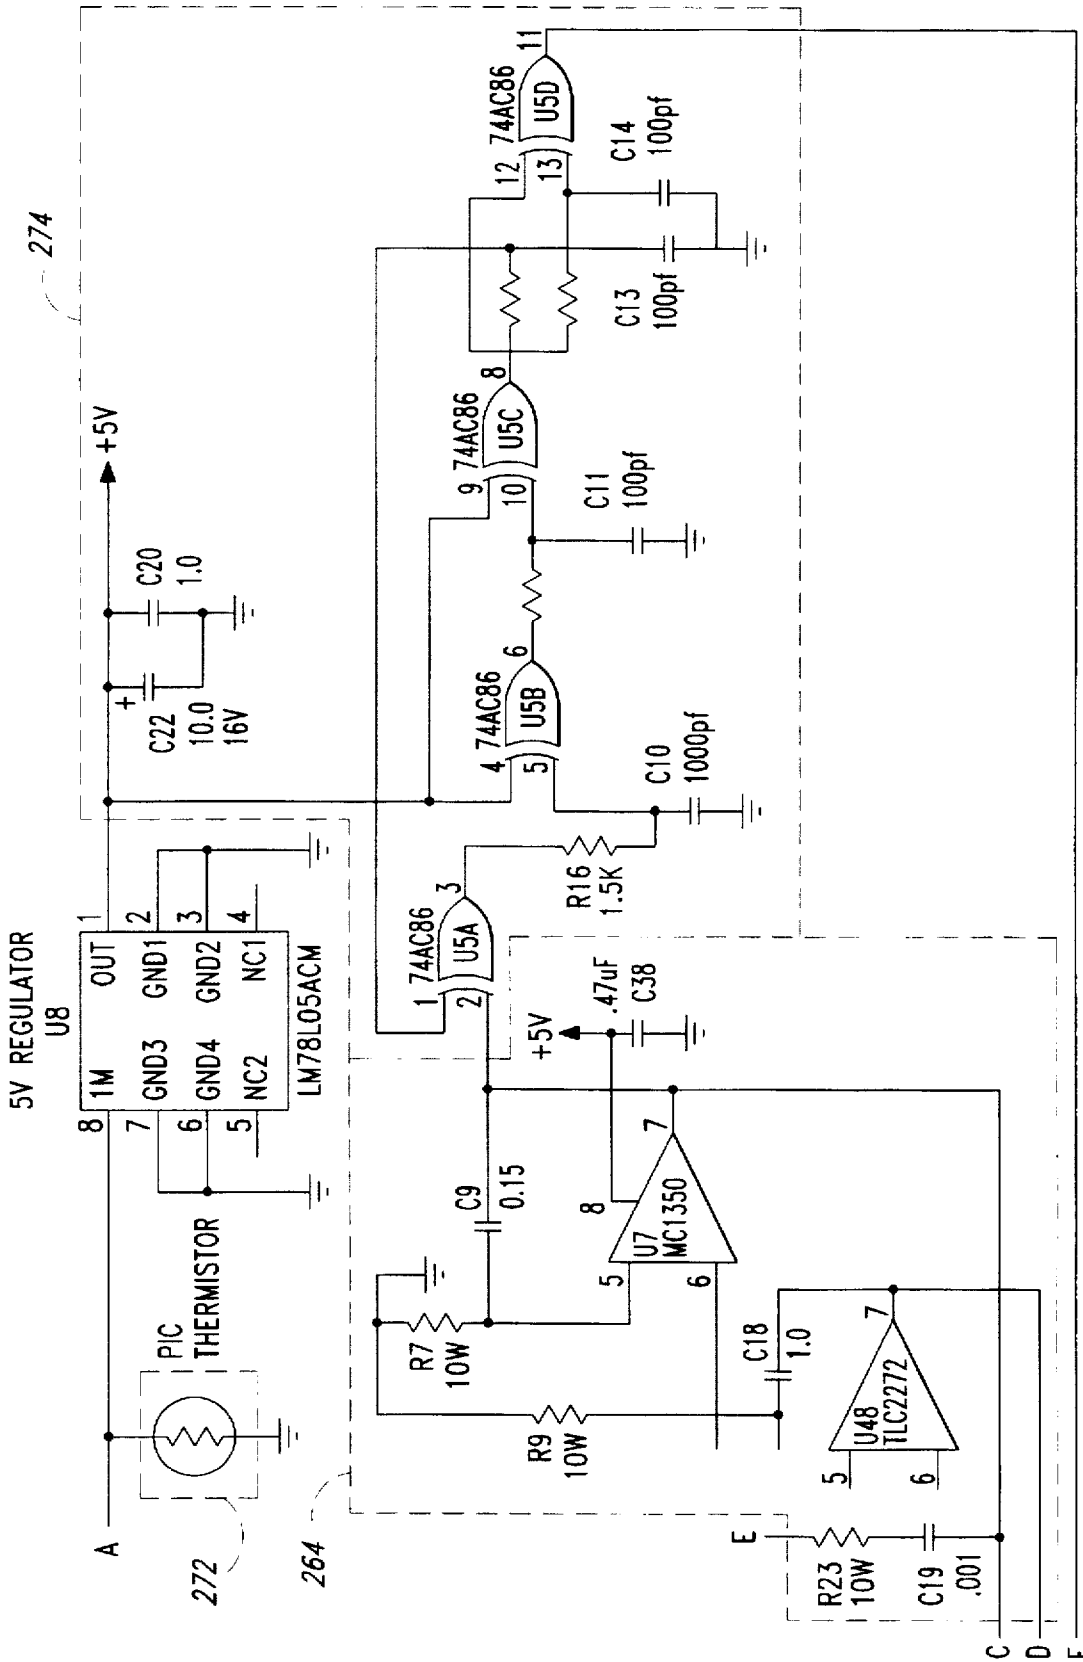 5V REGULATOR
U8
8 1M OUT 1
7 GND3 GND1 2
6 GND4 GND2 3
5 NC2 NC1 4
LM78L05ACM
A
PIC
THERMISTOR
272
264
+5V
C22
10.0
16V
+
C20
1.0
274
74AC86
1
2
U5A
3
R16
1.5K
C10
1000pf
74AC86
4
5
U5B
6
C11
100pf
74AC86
9
10
U5C
8
C13
100pf
C14
100pf
74AC86
12
13
U5D
11
+5V
.47uF
C38
C9
0.15
R7
10W
R9
10W
5
6
U7
MC1350
8
7
C18
1.0
U48
TLC2272
5
6
7
E
R23
10W
C19
.001
C
D